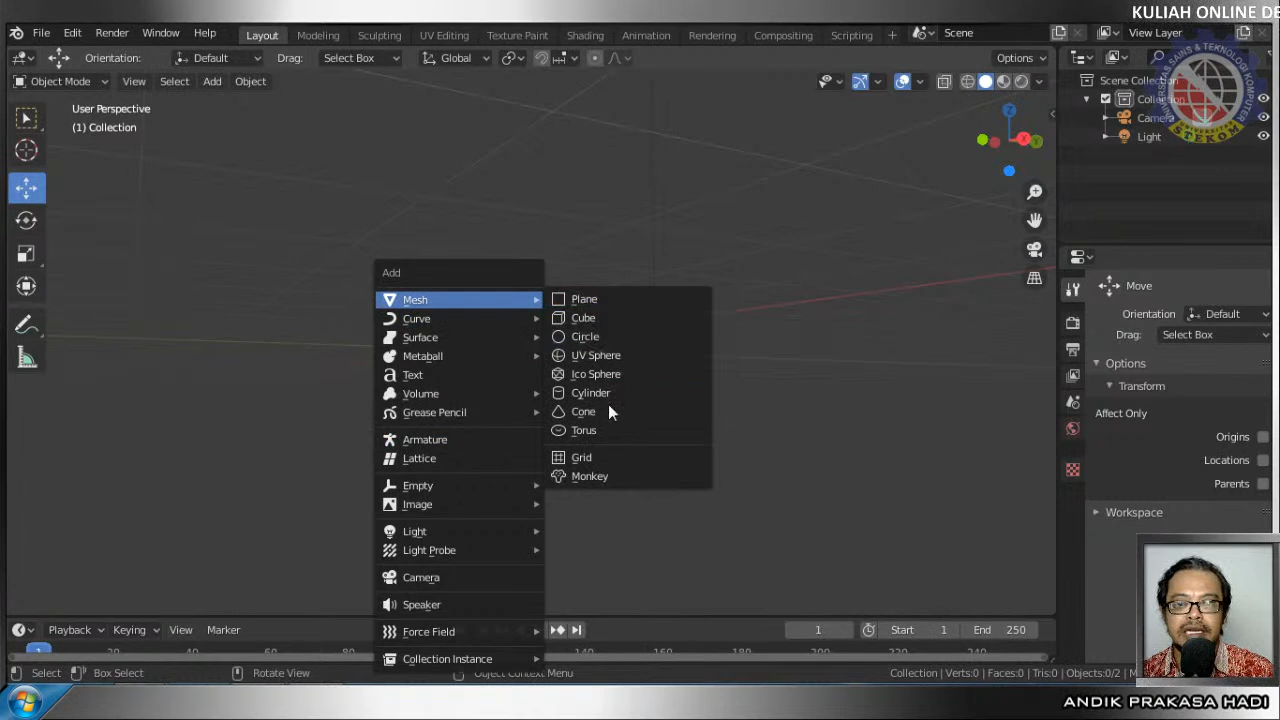 KULIAH ONLINE DE
File Edit Render Window Help Layout Modeling Sculpting UV Editing Texture Paint Shading Animation Rendering Compositing Scripting + Scene View Layer
Orientation: Default Drag: Select Box Global Options
Object Mode View Select Add Object
Scene Collection
User Perspective
(1) Collection
Camera
Light
STEKOM
Add
Mesh
Curve
Surface
Metaball
Text
Volume
Grease Pencil
Armature
Lattice
Empty
Image
Light
Light Probe
Camera
Speaker
Force Field
Collection Instance
Plane
Cube
Circle
UV Sphere
Ico Sphere
Cylinder
Cone
Torus
Grid
Monkey
Move
Orientation Default
Drag: Select Box
Options
Transform
Affect Only
Origins
Locations
Parents
Workspace
Playback Keying View Marker 1 Start 1 End 250
Select Box Select Rotate View Object Context Menu Collection | Verts:0 | Faces:0 | Tris:0 | Objects:0/2
ANDIK PRAKASA HADI